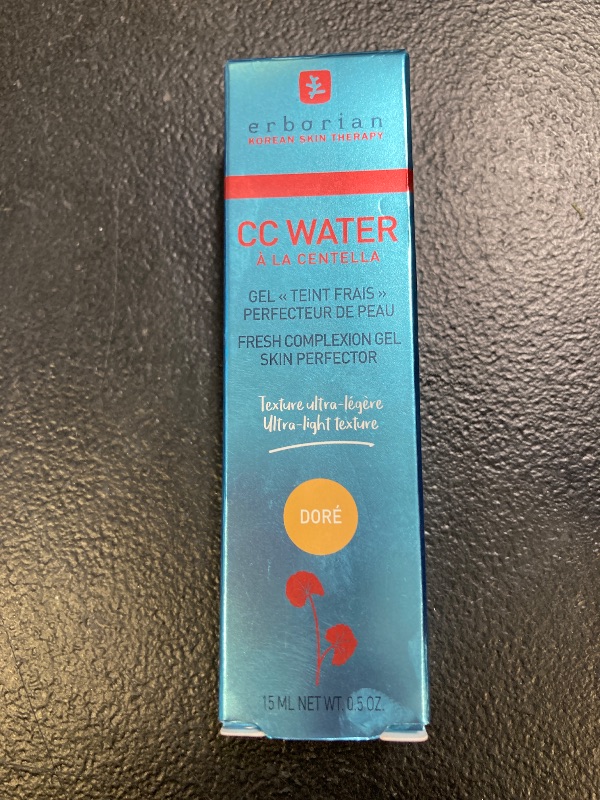 erborian
KOREAN SKIN THERAPY
CC WATER
À LA CENTELLA
GEL « TEINT FRAIS »
PERFECTEUR DE PEAU
FRESH COMPLEXION GEL
SKIN PERFECTOR
Texture ultra-légère
Ultra-light texture
DORÉ
15 ML NET WT. 0.5 OZ.